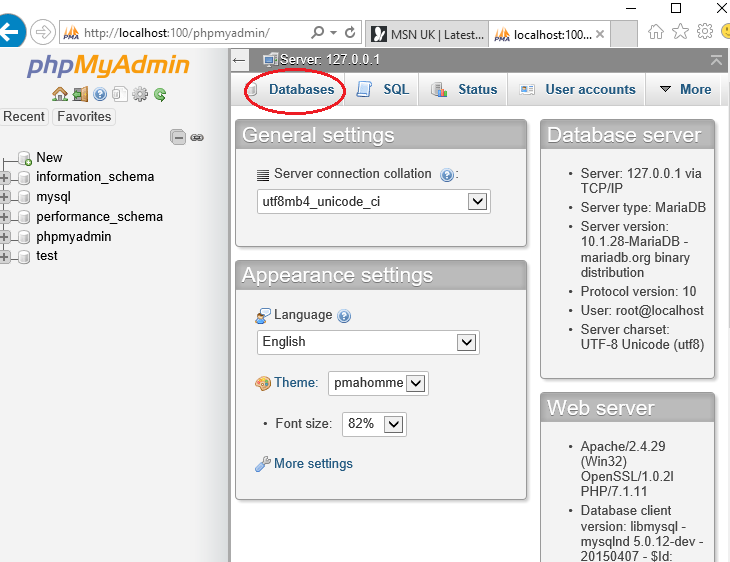 http://localhost:100/phpmyadmin/
MSN UK | Latest...
localhost:100...
phpMyAdmin
Recent
Favorites
New
information_schema
mysql
performance_schema
phpmyadmin
test
Server: 127.0.0.1
Databases
SQL
Status
User accounts
More
General settings
Server connection collation
:
utf8mb4_unicode_ci
Appearance settings
Language
English
Theme:
pmahomme
• Font size:
82%
More settings
Database server
• Server: 127.0.0.1 via
TCP/IP
• Server type: MariaDB
• Server version:
10.1.28-MariaDB -
mariadb.org binary
distribution
• Protocol version: 10
• User: root@localhost
• Server charset:
UTF-8 Unicode (utf8)
Web server
• Apache/2.4.29
(Win32)
OpenSSL/1.0.2l
PHP/7.1.11
• Database client
version: libmysql -
mysqlnd 5.0.12-dev -
20150407 - $Id: